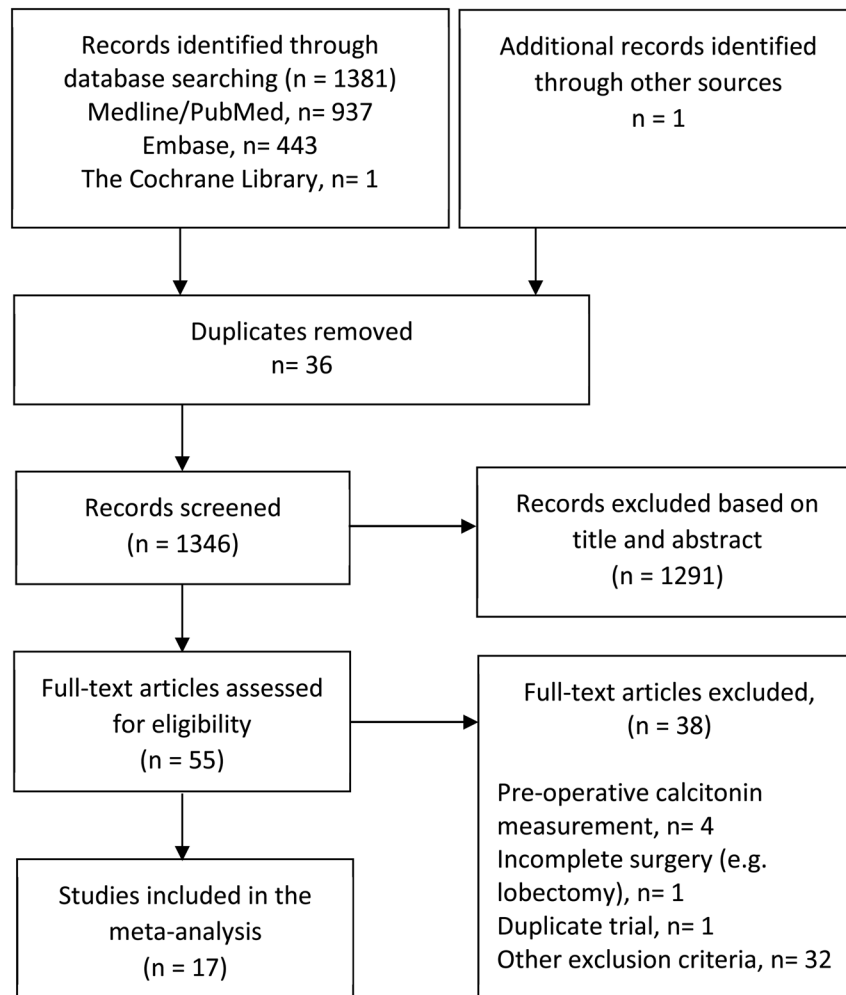 Records identified through
database searching (n = 1381)
Medline/PubMed, n= 937
Embase, n= 443
The Cochrane Library, n= 1
Additional records identified
through other sources
n = 1
Duplicates removed
n= 36
Records screened
(n = 1346)
Records excluded based on
title and abstract
(n = 1291)
Full-text articles assessed
for eligibility
(n = 55)
Full-text articles excluded,
(n = 38)
Pre-operative calcitonin
measurement, n= 4
Incomplete surgery (e.g.
lobectomy), n= 1
Duplicate trial, n= 1
Other exclusion criteria, n= 32
Studies included in the
meta-analysis
(n = 17)